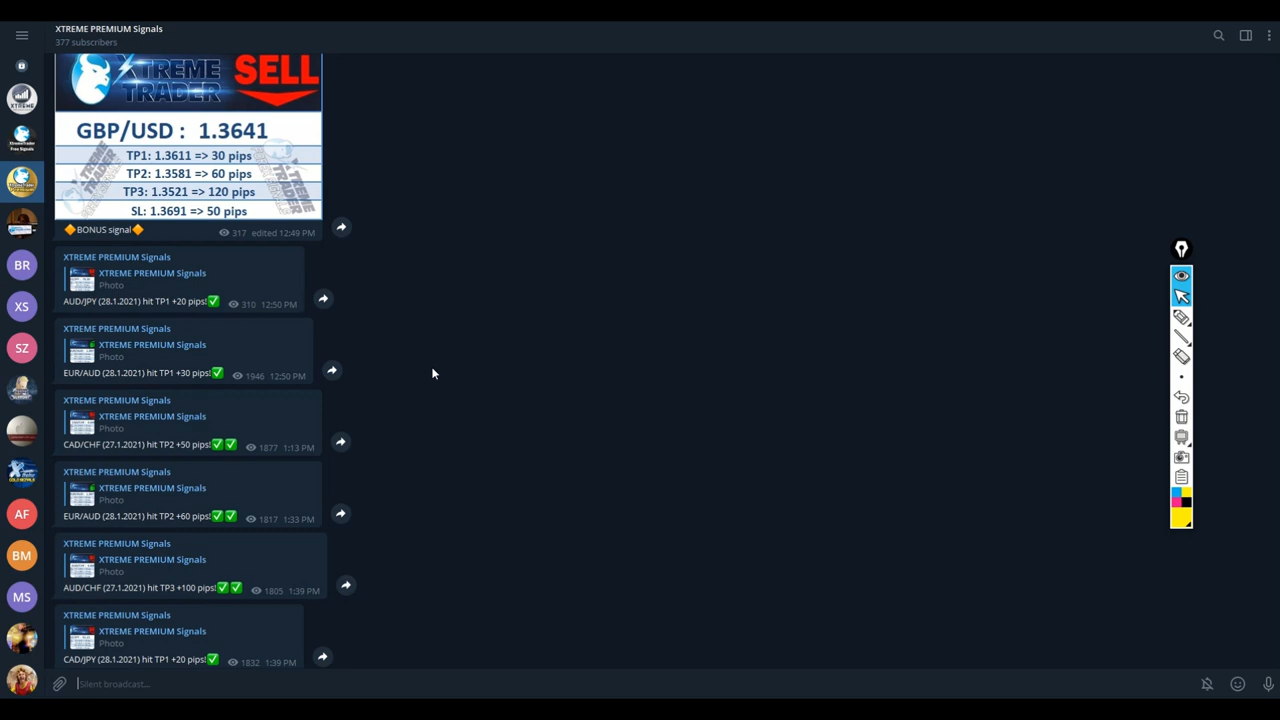 XTREME PREMIUM Signals
377 subscribers
XTREME TRADER SELL
GBP/USD : 1.3641
TP1: 1.3611 => 30 pips
TP2: 1.3581 => 60 pips
TP3: 1.3521 => 120 pips
SL: 1.3691 => 50 pips
🔶BONUS signal🔶 317 edited 12:49 PM
XTREME PREMIUM Signals
XTREME PREMIUM Signals
Photo
AUD/JPY (28.1.2021) hit TP1 +20 pips!✅ 310 12:50 PM
XTREME PREMIUM Signals
XTREME PREMIUM Signals
Photo
EUR/AUD (28.1.2021) hit TP1 +30 pips!✅ 1946 12:50 PM
XTREME PREMIUM Signals
XTREME PREMIUM Signals
Photo
CAD/CHF (27.1.2021) hit TP2 +50 pips!✅✅ 1877 1:13 PM
XTREME PREMIUM Signals
XTREME PREMIUM Signals
Photo
EUR/AUD (28.1.2021) hit TP2 +60 pips!✅✅ 1817 1:33 PM
XTREME PREMIUM Signals
XTREME PREMIUM Signals
Photo
AUD/CHF (27.1.2021) hit TP3 +100 pips!✅✅ 1805 1:39 PM
XTREME PREMIUM Signals
XTREME PREMIUM Signals
Photo
CAD/JPY (28.1.2021) hit TP1 +20 pips!✅ 1832 1:39 PM
Silent broadcast...
XTREME
XtremeTrader
Free Signals
BR
XS
SZ
AF
BM
MS